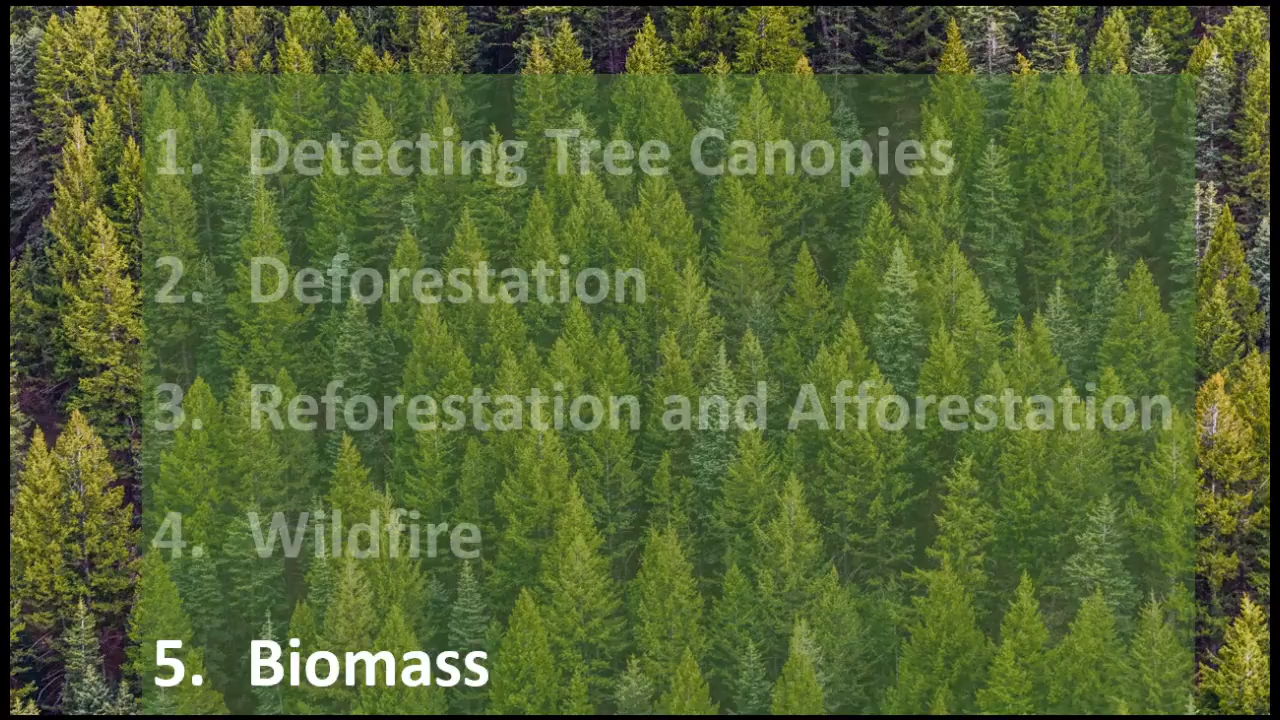 1. Detecting Tree Canopies
2. Deforestation
3. Reforestation and Afforestation
4. Wildfire
5. Biomass